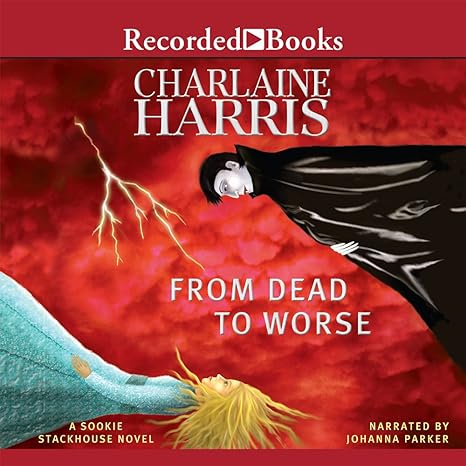 Recorded Books
CHARLAINE
HARRIS
FROM DEAD
TO WORSE
A SOOKIE
STACKHOUSE NOVEL
NARRATED BY
JOHANNA PARKER